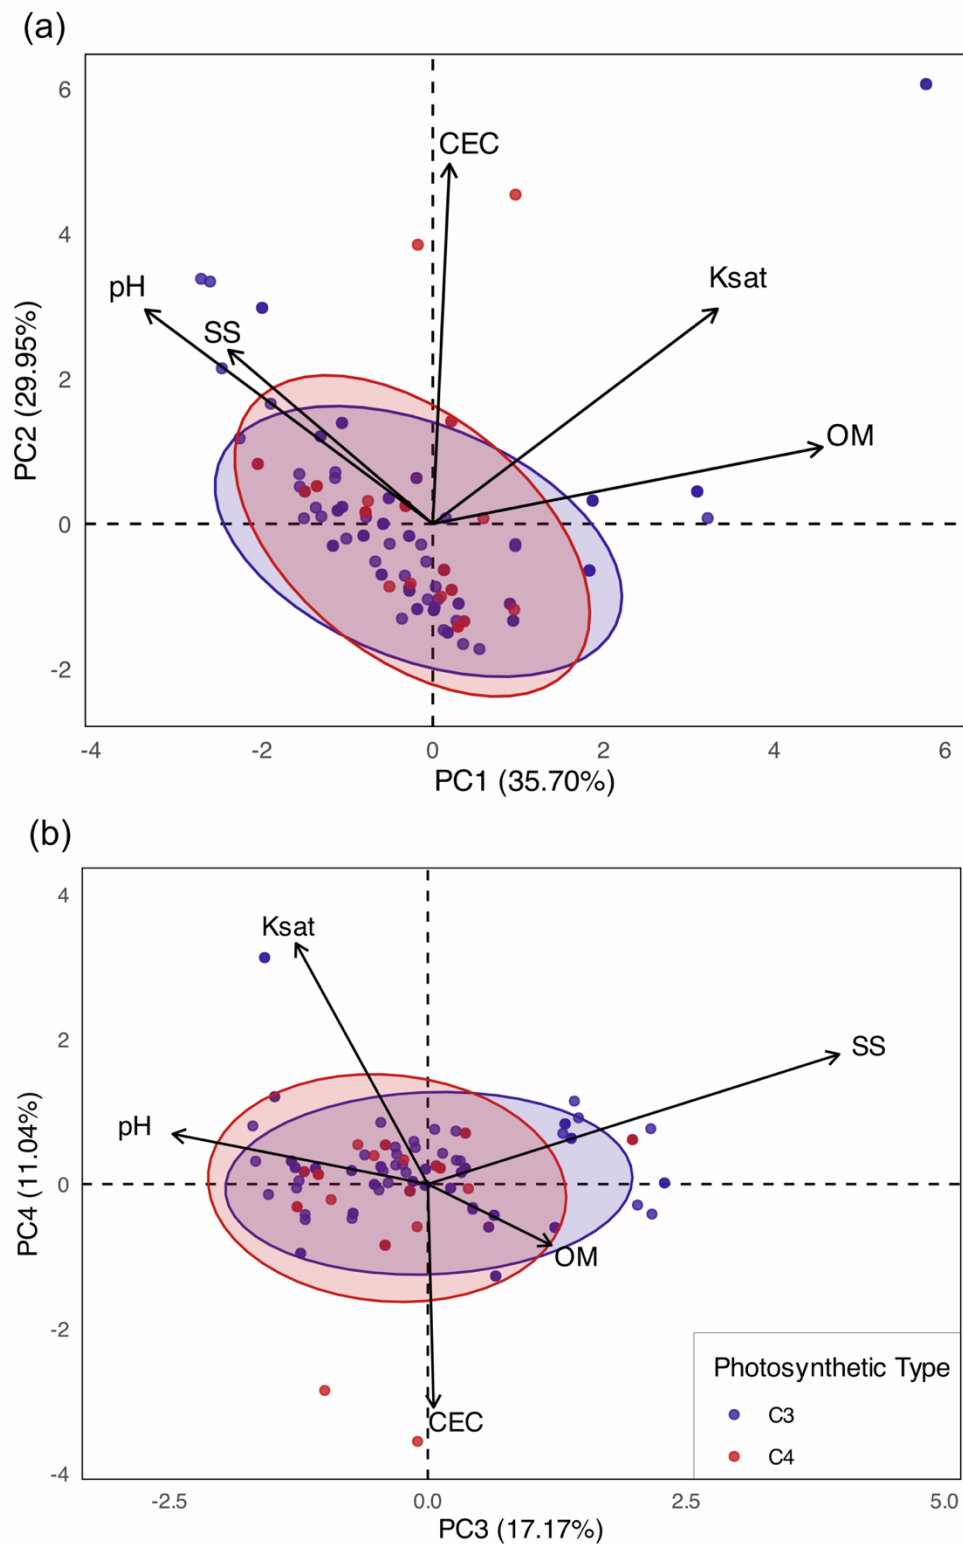 (a)
6
CEC
4
pH
Ksat
SS
2
OM
PC2 (29.95%)
0
-2
-4
-2
0
2
4
6
PC1 (35.70%)
(b)
4
Ksat
2
SS
pH
PC4 (11.04%)
0
OM
-2
CEC
-4
Photosynthetic Type
C3
C4
-2.5
0.0
2.5
5.0
PC3 (17.17%)